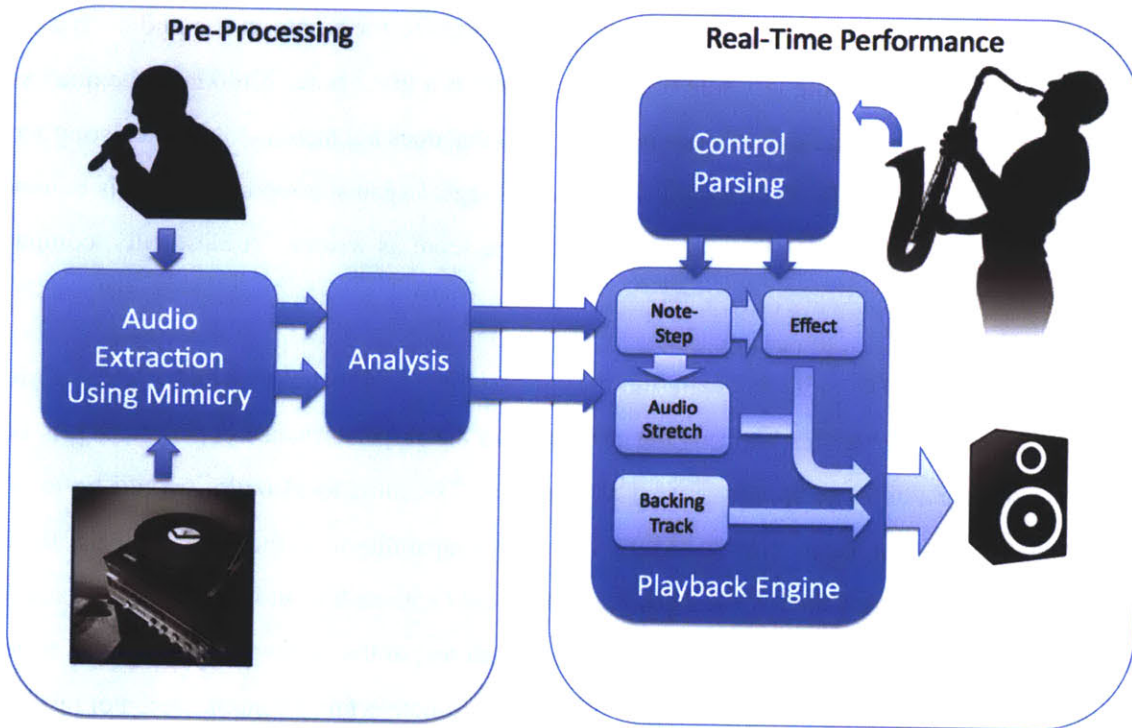 Pre-Processing
Real-Time Performance
Control
Parsing
Audio
Extraction
Using Mimicry
Analysis
Note-
Step
Effect
Audio
Stretch
Backing
Track
Playback Engine